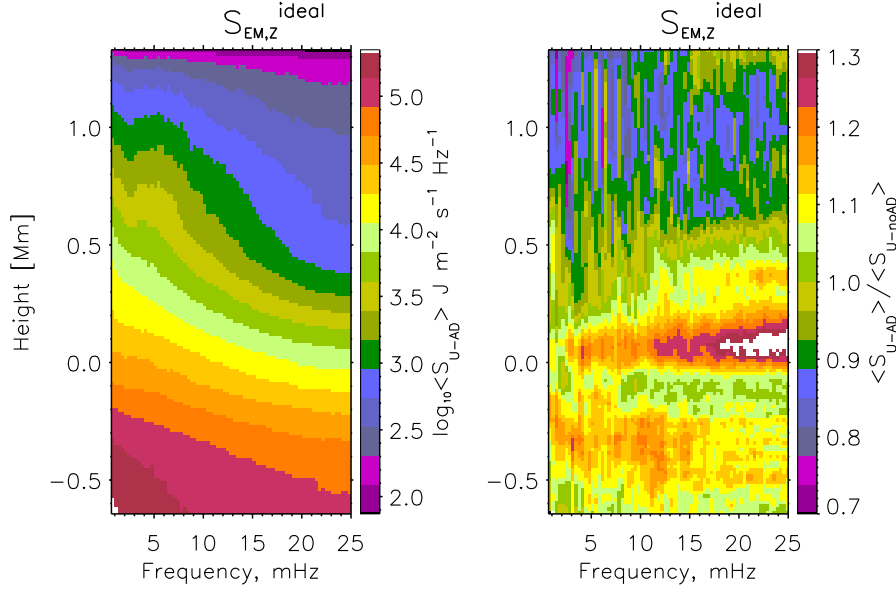 S_EM,Z^ideal
S_EM,Z^ideal
Height [Mm]
1.0
0.5
0.0
−0.5
5 10 15 20 25
Frequency, mHz
5.0
4.5
4.0
3.5
3.0
2.5
2.0
log₁₀<S_U−AD> J m⁻² s⁻¹ Hz⁻¹
1.0
0.5
0.0
−0.5
5 10 15 20 25
Frequency, mHz
1.3
1.2
1.1
1.0
0.9
0.8
0.7
<S_U−AD>/<S_U−noAD>